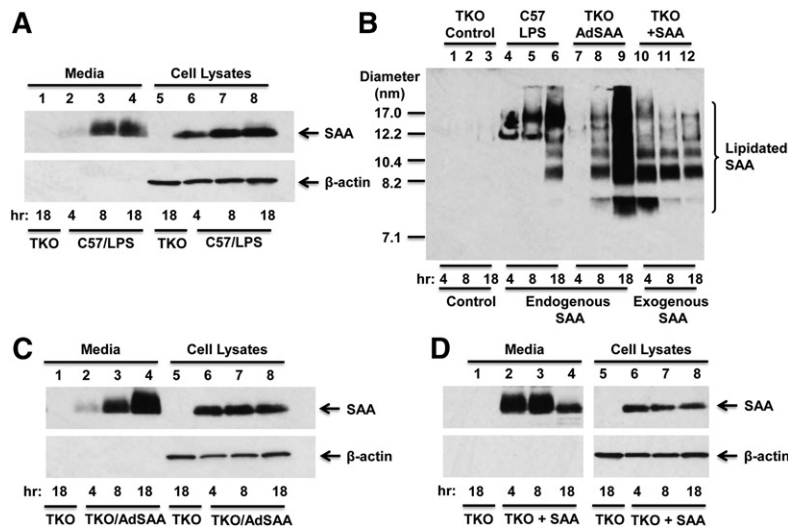 A
Media Cell Lysates
1 2 3 4 5 6 7 8
SAA
β-actin
hr: 18 4 8 18 18 4 8 18
TKO C57/LPS TKO C57/LPS
B
TKO Control C57 LPS TKO AdSAA TKO +SAA
1 2 3 4 5 6 7 8 9 10 11 12
Diameter (nm)
17.0
12.2
10.4
8.2
7.1
Lipidated SAA
hr: 4 8 18 4 8 18 4 8 18 4 8 18
Control Endogenous SAA Exogenous SAA
C
Media Cell Lysates
1 2 3 4 5 6 7 8
SAA
β-actin
hr: 18 4 8 18 18 4 8 18
TKO TKO/AdSAA TKO TKO/AdSAA
D
Media Cell Lysates
1 2 3 4 5 6 7 8
SAA
β-actin
hr: 18 4 8 18 18 4 8 18
TKO TKO + SAA TKO TKO + SAA